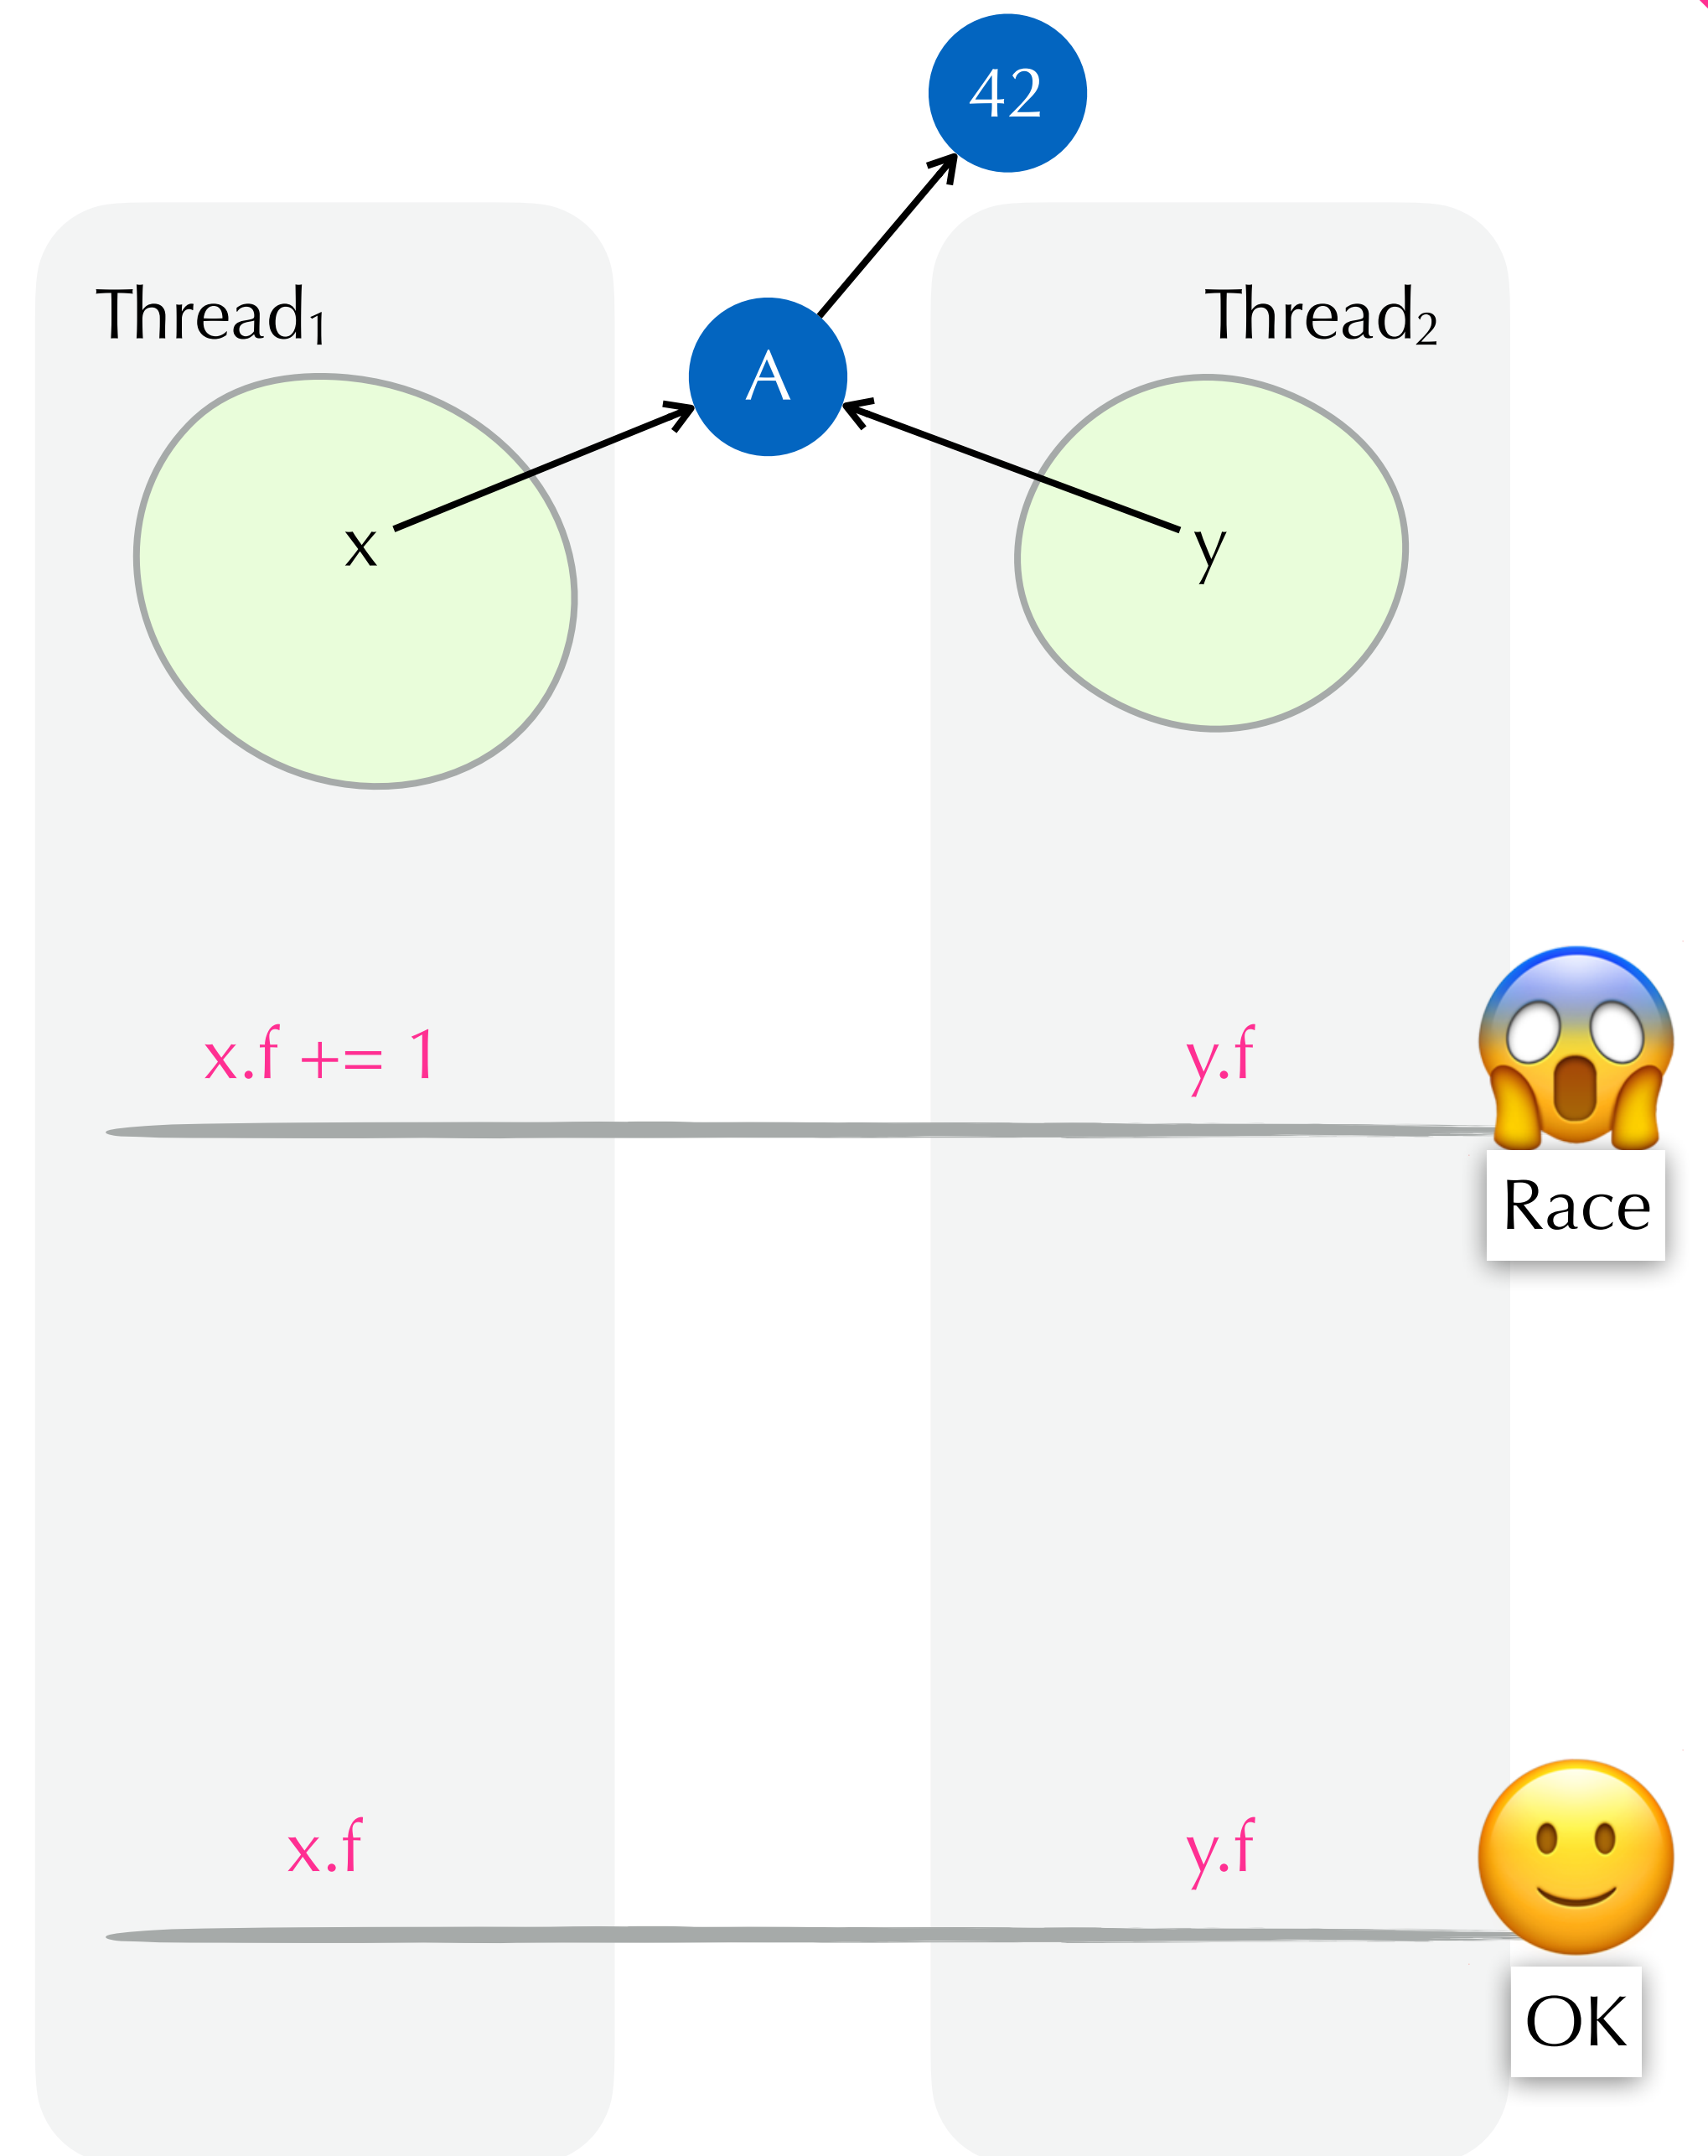 42
Thread₁
A
Thread₂
x
y
x.f += 1
y.f
Race
x.f
y.f
OK